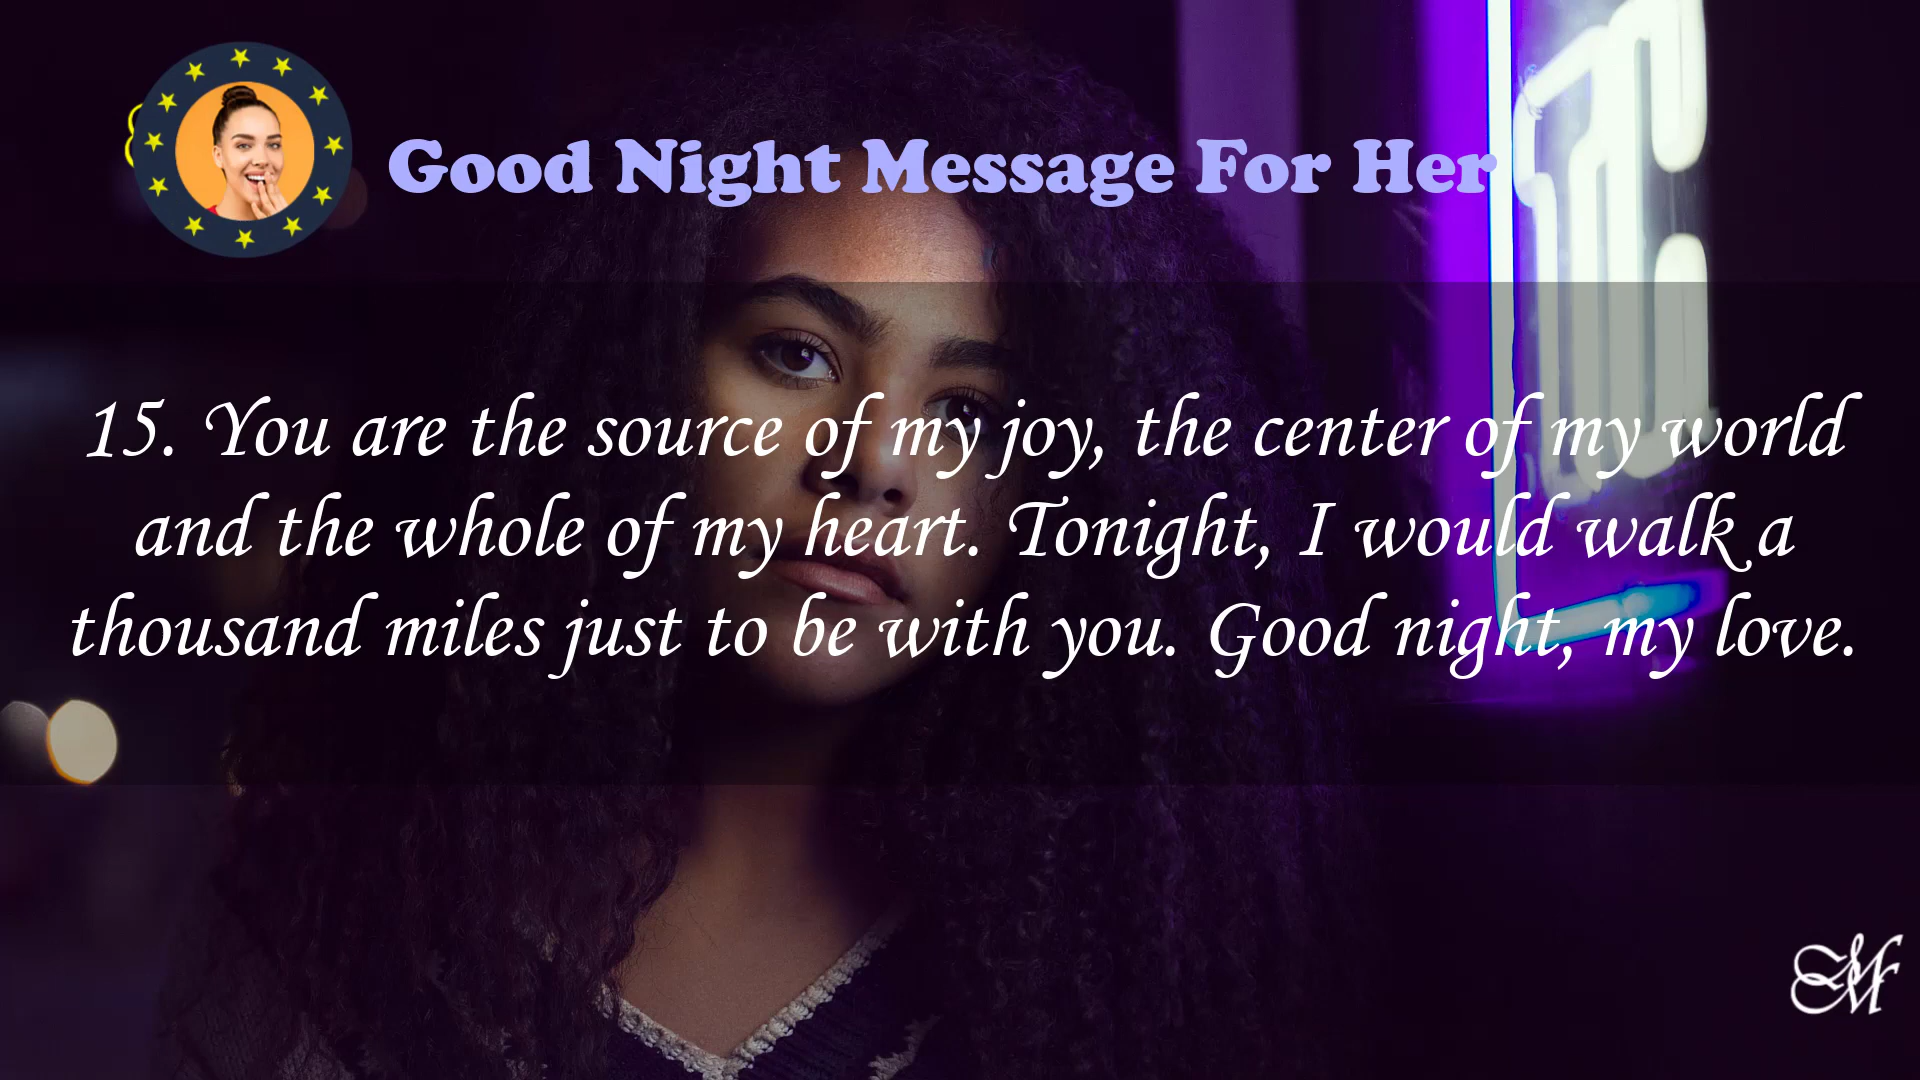 Good Night Message For Her
15. You are the source of my joy, the center of my world
and the whole of my heart. Tonight, I would walk a
thousand miles just to be with you. Good night, my love.